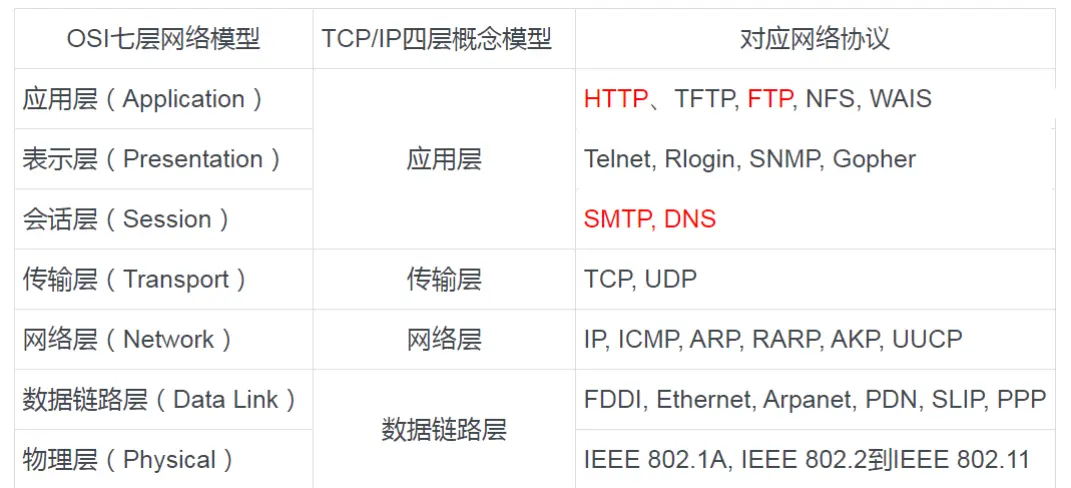 OSI七层网络模型 TCP/IP四层概念模型 对应网络协议
应用层（Application） HTTP、TFTP, FTP, NFS, WAIS
表示层（Presentation） 应用层 Telnet, Rlogin, SNMP, Gopher
会话层（Session） SMTP, DNS
传输层（Transport） 传输层 TCP, UDP
网络层（Network） 网络层 IP, ICMP, ARP, RARP, AKP, UUCP
数据链路层（Data Link） FDDI, Ethernet, Arpanet, PDN, SLIP, PPP
数据链路层
物理层（Physical） IEEE 802.1A, IEEE 802.2到IEEE 802.11